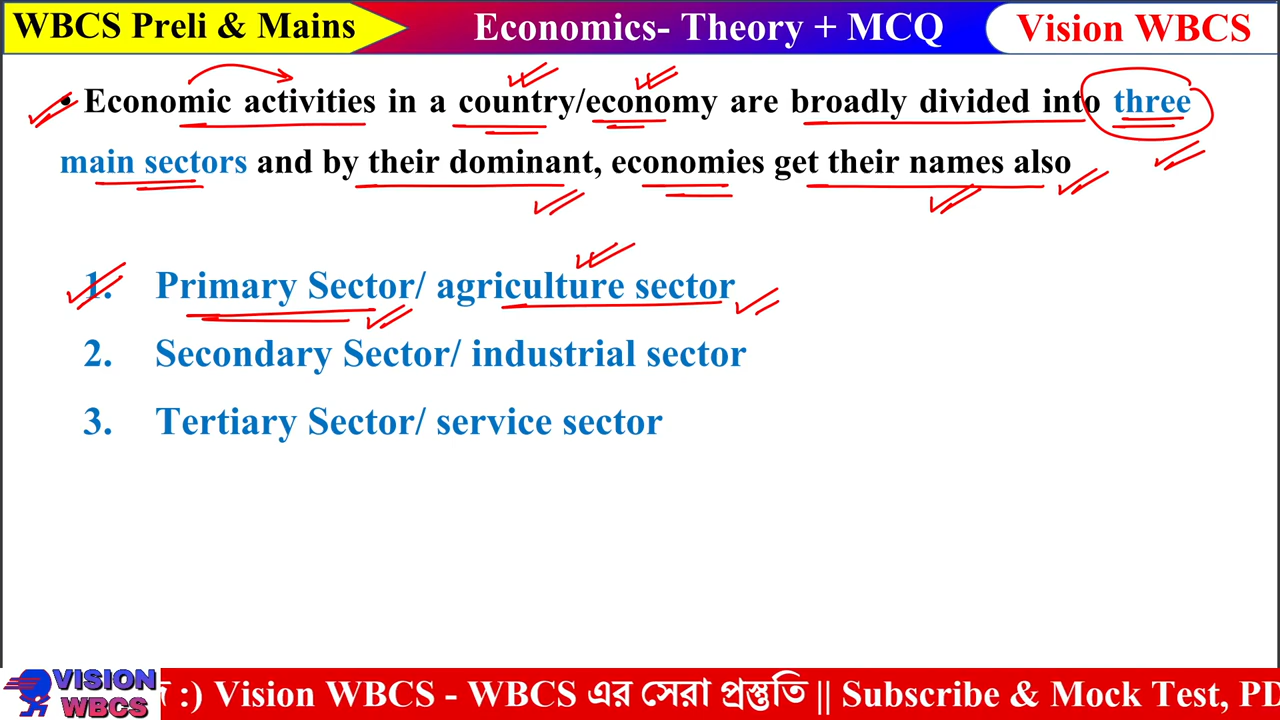 WBCS Preli & Mains
Economics- Theory + MCQ
Vision WBCS
• Economic activities in a country/economy are broadly divided into three
main sectors and by their dominant, economies get their names also
1. Primary Sector/ agriculture sector
2. Secondary Sector/ industrial sector
3. Tertiary Sector/ service sector
VISION
WBCS
:) Vision WBCS - WBCS এর সেরা প্রস্তুতি || Subscribe & Mock Test, PD